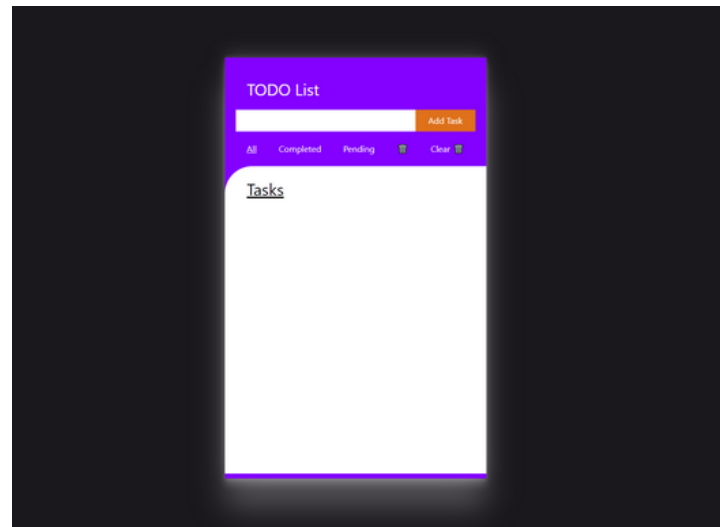 TODO List
Add Task
All Completed Pending 🗑 Clear 🗑
Tasks